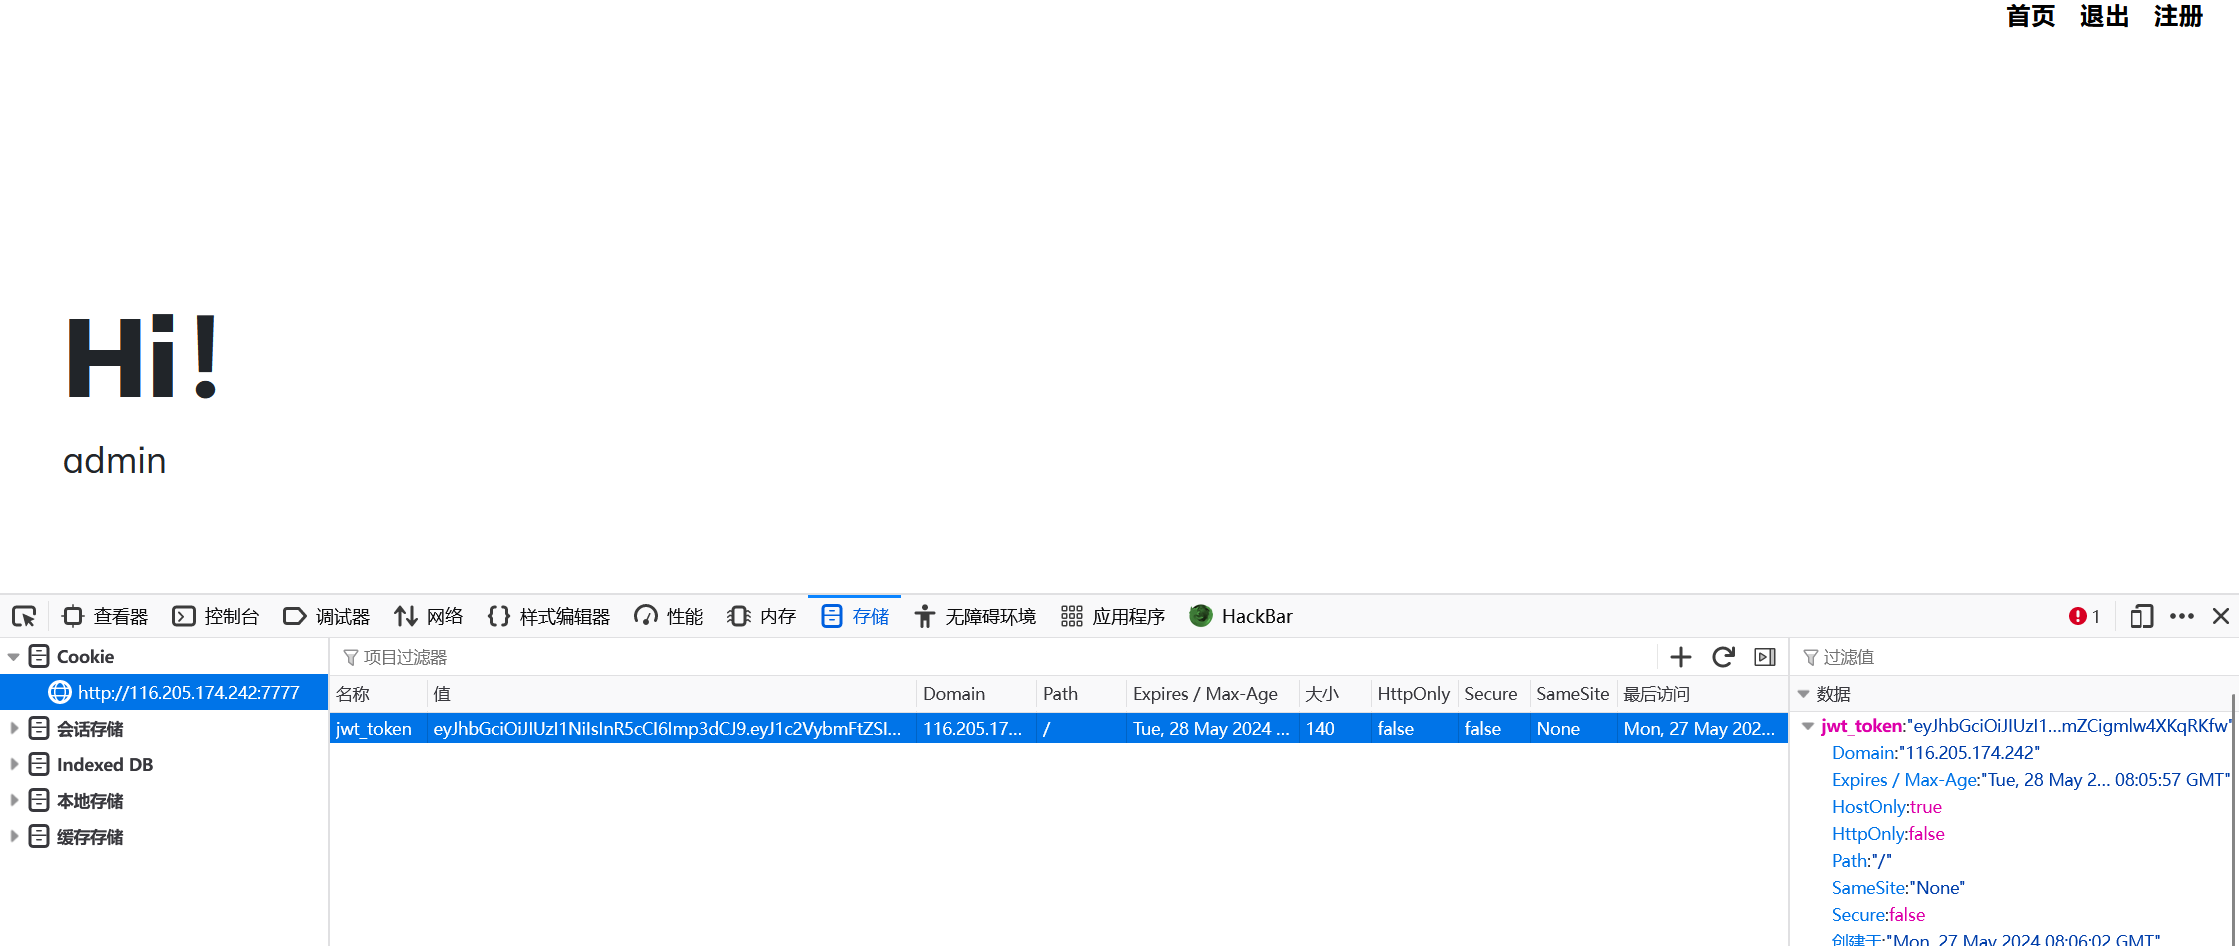 首页 退出 注册
Hi!
admin
查看器 控制台 调试器 网络 样式编辑器 性能 内存 存储 无障碍环境 应用程序 HackBar 1
Cookie
http://116.205.174.242:7777
会话存储
Indexed DB
本地存储
缓存存储
项目过滤器
名称 值 Domain Path Expires / Max-Age 大小 HttpOnly Secure SameSite 最后访问
jwt_token eyJhbGciOiJIUzI1NiIsInR5cCI6Imp3dCJ9.eyJ1c2VybmFtZSI... 116.205.17... / Tue, 28 May 2024 ... 140 false false None Mon, 27 May 202...
过滤值
数据
jwt_token:"eyJhbGciOiJIUzI1...mZCigmlw4XKqRKfw"
Domain:"116.205.174.242"
Expires / Max-Age:"Tue, 28 May 2... 08:05:57 GMT"
HostOnly:true
HttpOnly:false
Path:"/"
SameSite:"None"
Secure:false
创建于:"Mon, 27 May 2024 08:06:02 GMT"